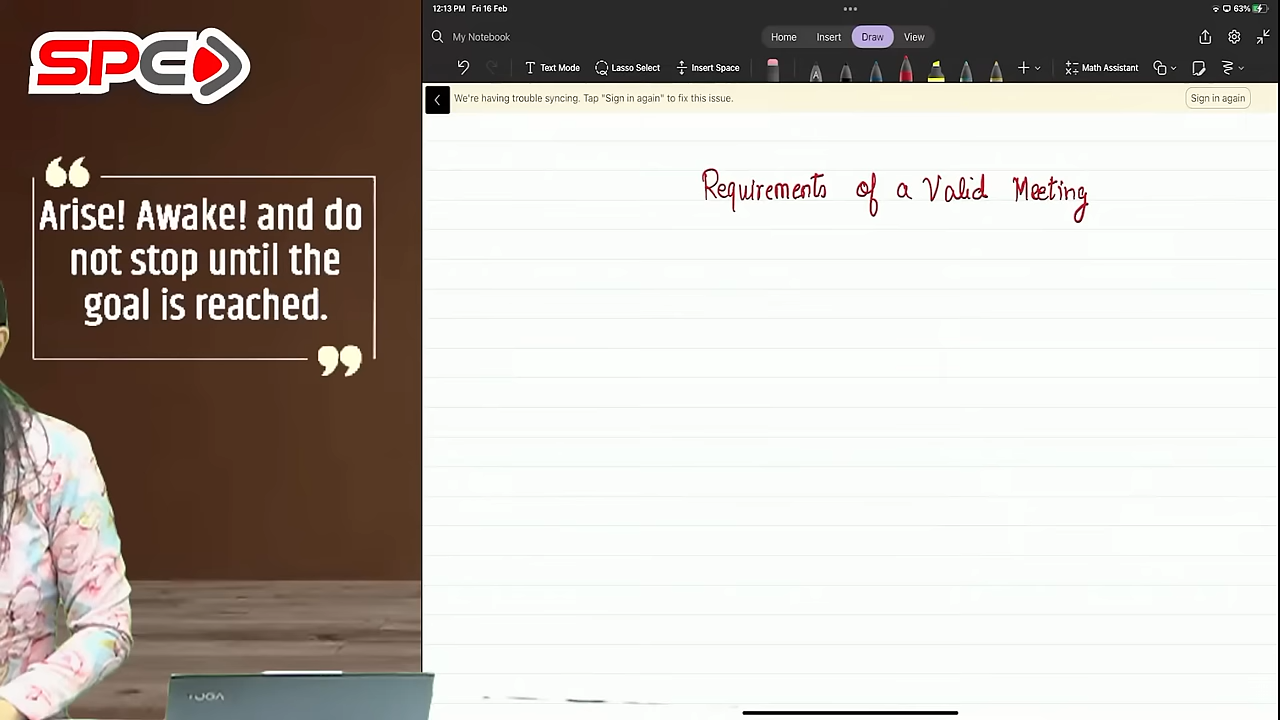 SPE
12:13 PM Fri 16 Feb
63%
My Notebook
Home Insert Draw View
Text Mode Lasso Select Insert Space Math Assistant
We're having trouble syncing. Tap "Sign in again" to fix this issue.
Sign in again
“
Arise! Awake! and do
not stop until the
goal is reached.
”
Requirements of a Valid Meeting
YOGA